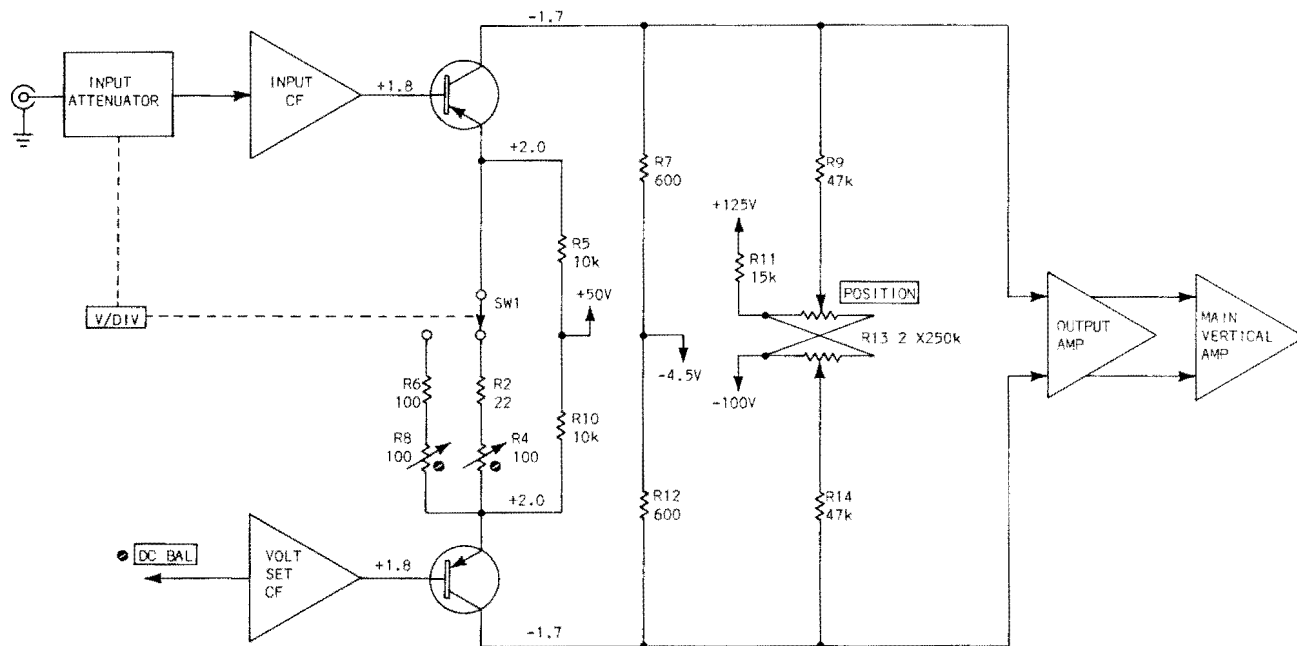 -1.7
INPUT
ATTENUATOR
INPUT
CF
+1.8
+2.0
R7
600
R9
47k
+125V
R11
15k
R5
10k
SW1
+50V
POSITION
V/DIV
R13 2 X250k
OUTPUT
AMP
MAIN
VERTICAL
AMP
-4.5V
-100V
R6
100
R2
22
R10
10k
R8
100
R4
100
+2.0
R12
600
R14
47k
DC BAL
VOLT
SET
CF
+1.8
-1.7